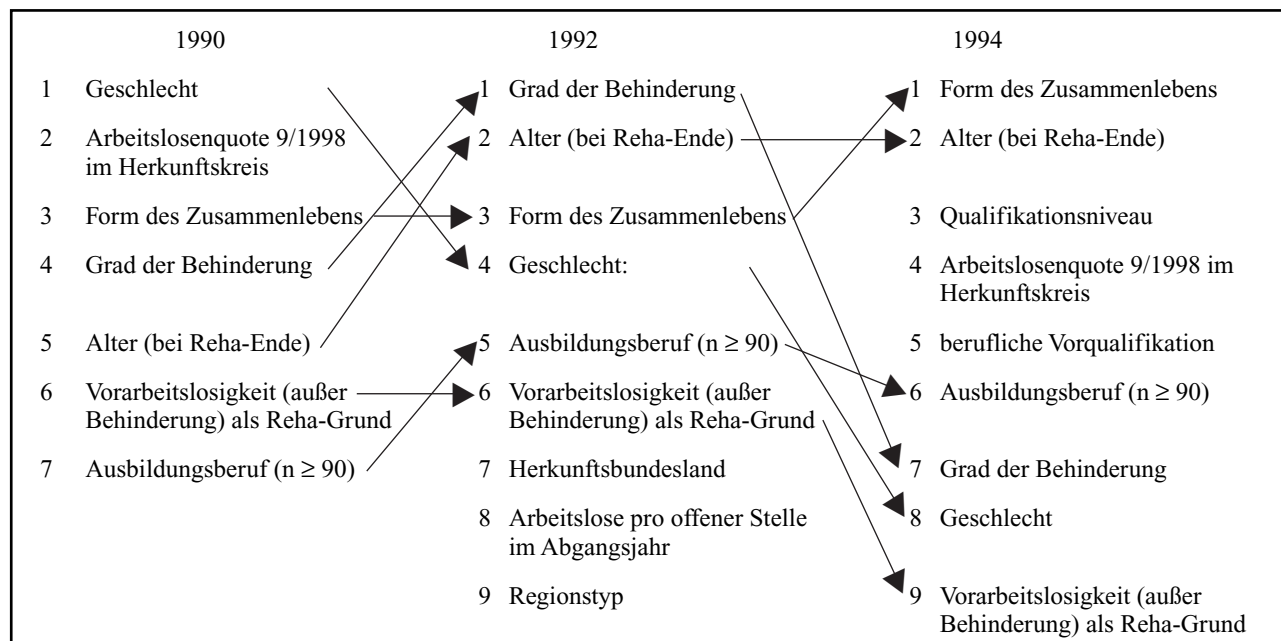 1990
1 Geschlecht
2 Arbeitslosenquote 9/1998
im Herkunftskreis
3 Form des Zusammenlebens
4 Grad der Behinderung
5 Alter (bei Reha-Ende)
6 Vorarbeitslosigkeit (außer
Behinderung) als Reha-Grund
7 Ausbildungsberuf (n ≥ 90)
1992
1 Grad der Behinderung
2 Alter (bei Reha-Ende)
3 Form des Zusammenlebens
4 Geschlecht:
5 Ausbildungsberuf (n ≥ 90)
6 Vorarbeitslosigkeit (außer
Behinderung) als Reha-Grund
7 Herkunftsbundesland
8 Arbeitslose pro offener Stelle
im Abgangsjahr
9 Regionstyp
1994
1 Form des Zusammenlebens
2 Alter (bei Reha-Ende)
3 Qualifikationsniveau
4 Arbeitslosenquote 9/1998 im
Herkunftskreis
5 berufliche Vorqualifikation
6 Ausbildungsberuf (n ≥ 90)
7 Grad der Behinderung
8 Geschlecht
9 Vorarbeitslosigkeit (außer
Behinderung) als Reha-Grund